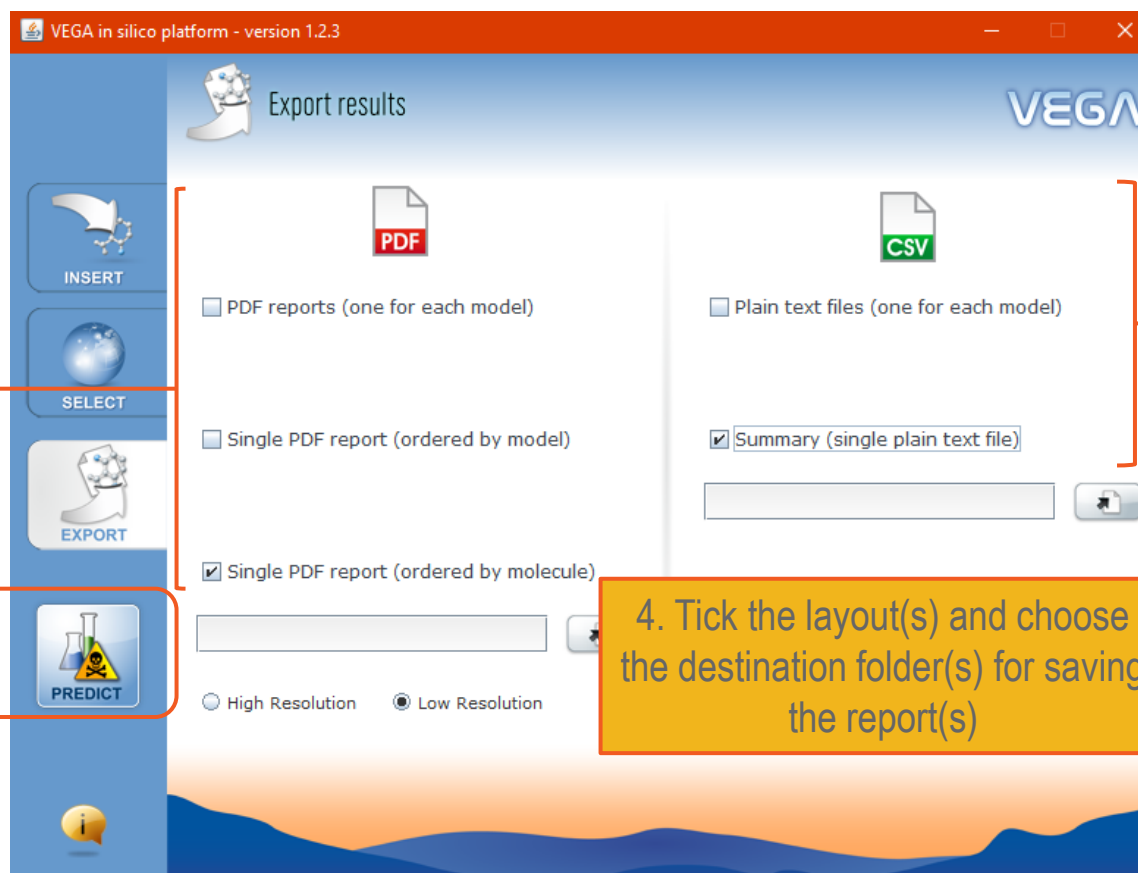 VEGA in silico platform - version 1.2.3
Export results
VEGA
INSERT
SELECT
EXPORT
PREDICT
PDF
PDF reports (one for each model)
Single PDF report (ordered by model)
Single PDF report (ordered by molecule)
High Resolution
Low Resolution
CSV
Plain text files (one for each model)
Summary (single plain text file)
4. Tick the layout(s) and choose
the destination folder(s) for saving
the report(s)
i